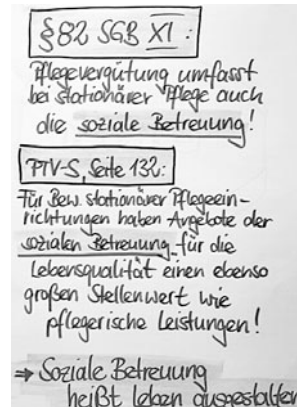 §82 SGB XI:
Pflegevergütung umfasst
bei stationärer Pflege auch
die soziale Betreuung!
PTV-S, Seite 132:
Für Bew. stationärer Pflegeein-
richtungen haben Angebote der
sozialen Betreuung für die
Lebensqualität einen ebenso
großen Stellenwert wie
pflegerische Leistungen!
⇒ Soziale Betreuung
heißt leben ausgestalten